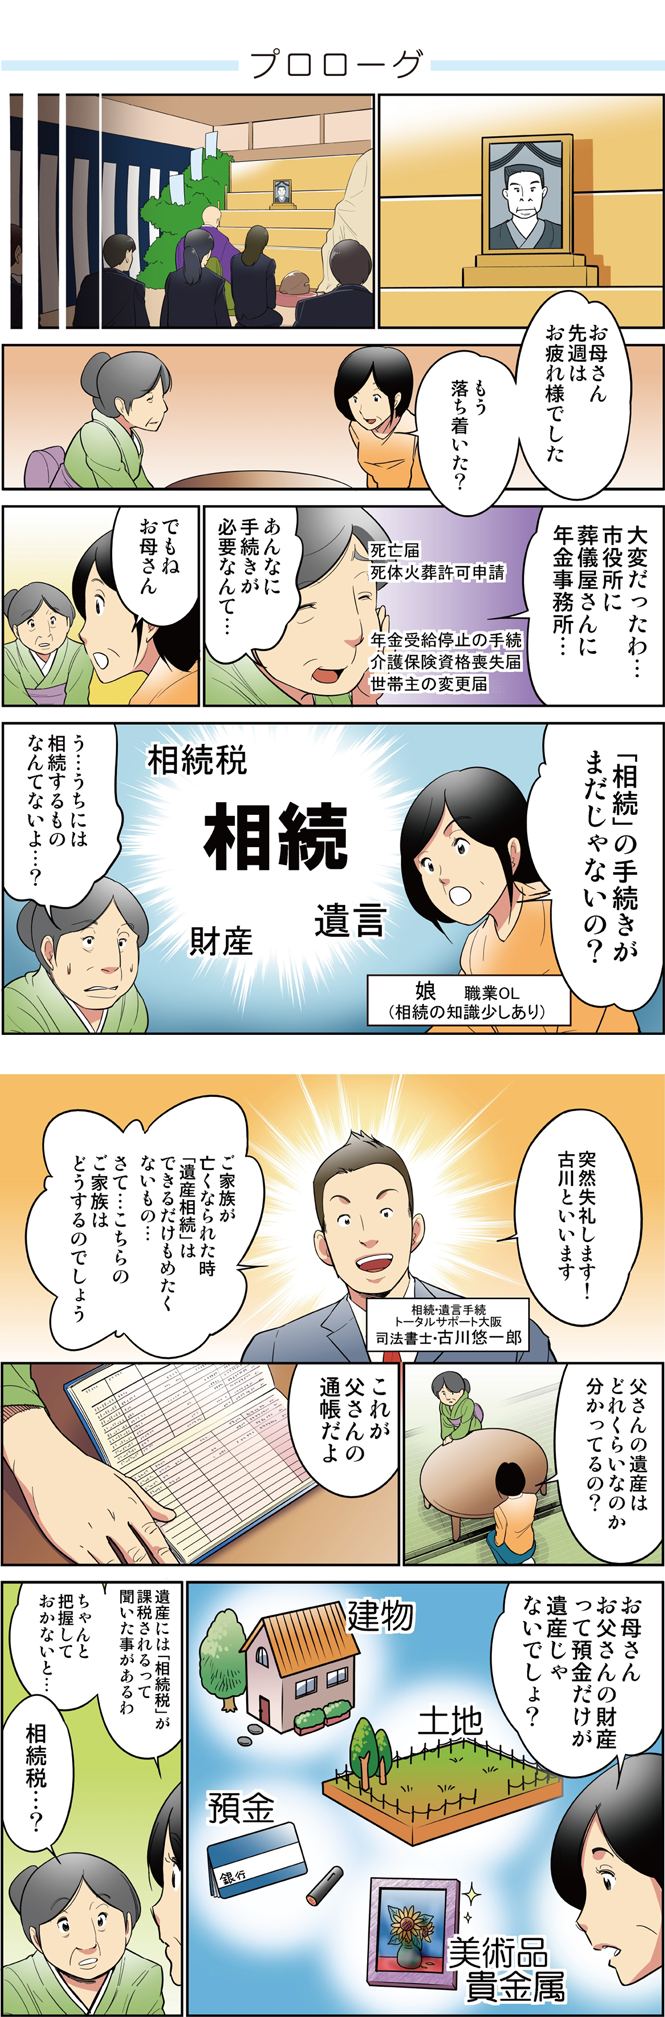 プロローグ
お母さん
先週は
お疲れ様でした
もう
落ち着いた？
大変だったわ…
市役所に
葬儀屋さんに
年金事務所…
死亡届
死体火葬許可申請
年金受給停止の手続
介護保険資格喪失届
世帯主の変更届
あんなに
手続きが
必要なんて…
でもね
お母さん
「相続」の手続きが
まだじゃないの？
相続税
相続
遺言
財産
娘　職業OL
（相続の知識少しあり）
う…うちには
相続するもの
なんてないよ…？
突然失礼します！
古川といいます
相続・遺言手続
トータルサポート大阪
司法書士・古川悠一郎
ご家族が
亡くなられた時
「遺産相続」は
できるだけもめたく
ないもの…
さて…こちらの
ご家族は
どうするのでしょう
父さんの遺産は
どれくらいなのか
分かってるの？
これが
父さんの
通帳だよ
お母さん
お父さんの財産
って預金だけが
遺産じゃ
ないでしょ？
建物
土地
預金
銀行
美術品
貴金属
遺産には「相続税」が
課税されるって
聞いた事があるわ
ちゃんと
把握して
おかないと…
相続税…？